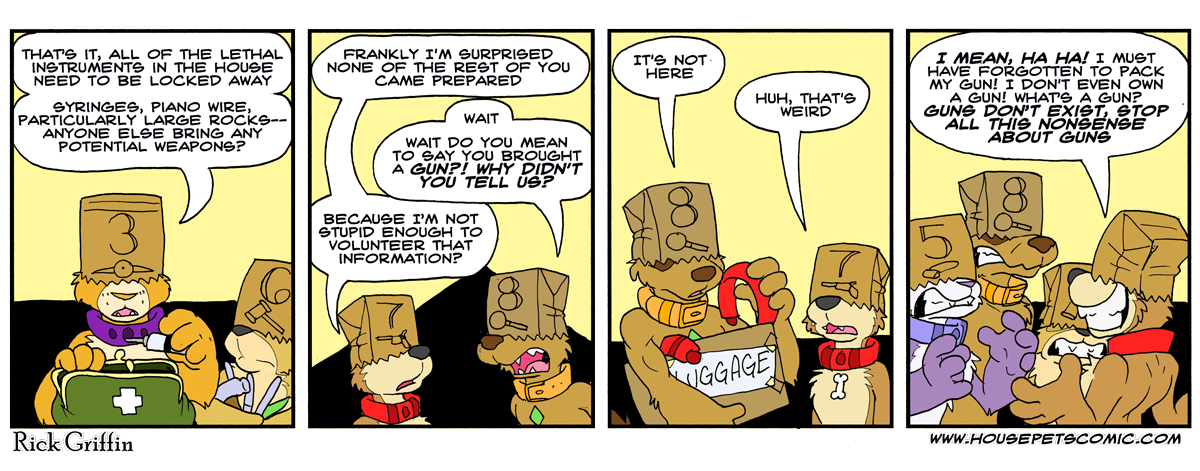 THAT'S IT, ALL OF THE LETHAL
INSTRUMENTS IN THE HOUSE
NEED TO BE LOCKED AWAY
SYRINGES, PIANO WIRE,
PARTICULARLY LARGE ROCKS--
ANYONE ELSE BRING ANY
POTENTIAL WEAPONS?
3
6
FRANKLY I'M SURPRISED
NONE OF THE REST OF YOU
CAME PREPARED
WAIT
WAIT DO YOU MEAN
TO SAY YOU BROUGHT
A GUN?! WHY DIDN'T
YOU TELL US?
BECAUSE I'M NOT
STUPID ENOUGH TO
VOLUNTEER THAT
INFORMATION?
7
8
IT'S NOT
HERE
HUH, THAT'S
WEIRD
8
7
UGGAGE
I MEAN, HA HA! I MUST
HAVE FORGOTTEN TO PACK
MY GUN! I DON'T EVEN OWN
A GUN! WHAT'S A GUN?
GUNS DON'T EXIST, STOP
ALL THIS NONSENSE
ABOUT GUNS
5
8
7
Rick Griffin
WWW.HOUSEPETSCOMIC.COM